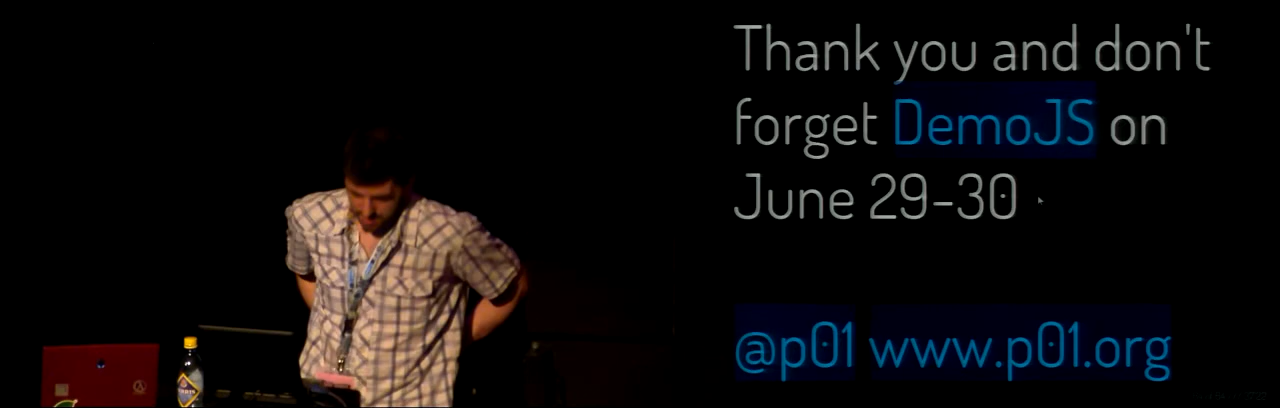 Thank you and don't
forget DemoJS on
June 29-30
@p01 www.p01.org